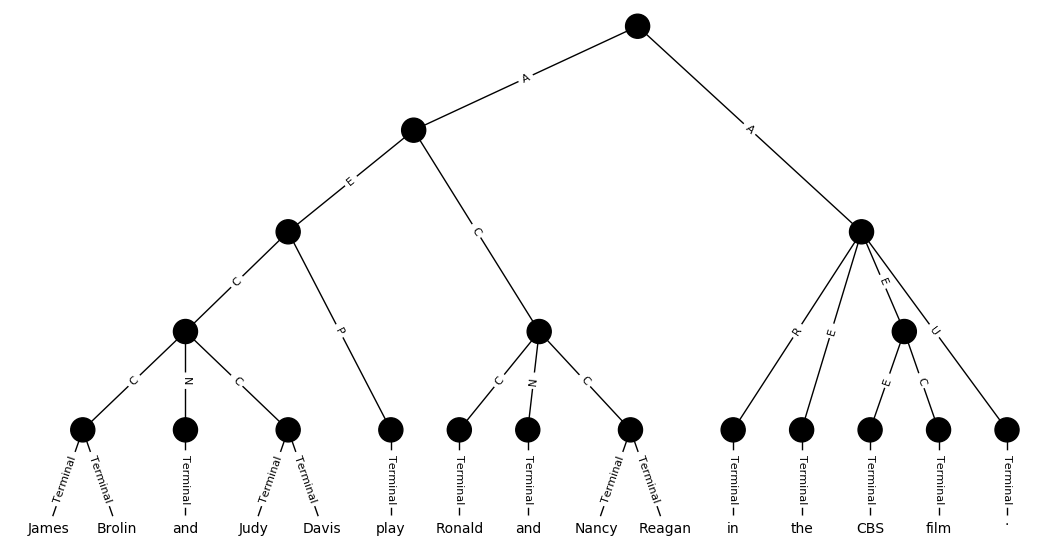 A
A
E
C
C
P
R
E
E
U
C
N
C
C
N
C
E
C
Terminal Terminal Terminal Terminal Terminal Terminal Terminal Terminal Terminal Terminal Terminal Terminal Terminal Terminal Terminal
James Brolin and Judy Davis play Ronald and Nancy Reagan in the CBS film .